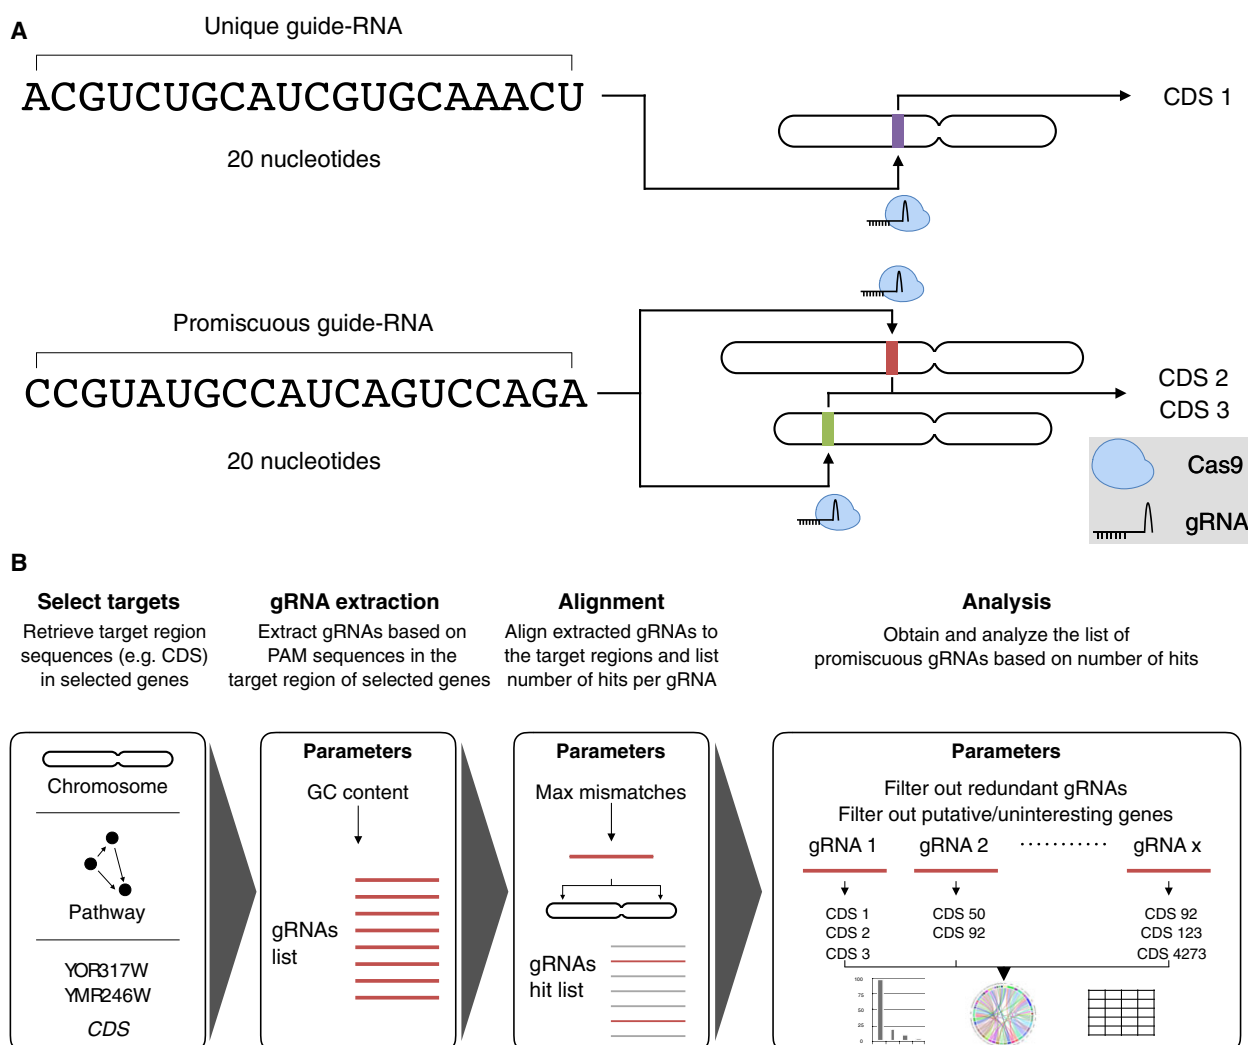 A
Unique guide-RNA
ACGUCUGCAUCGUGCAAACU
20 nucleotides
CDS 1
Promiscuous guide-RNA
CCGUAUGCCAUCAGUCCAGA
20 nucleotides
CDS 2
CDS 3
Cas9
gRNA
B
Select targets
Retrieve target region
sequences (e.g. CDS)
in selected genes
gRNA extraction
Extract gRNAs based on
PAM sequences in the
target region of selected genes
Alignment
Align extracted gRNAs to
the target regions and list
number of hits per gRNA
Analysis
Obtain and analyze the list of
promiscuous gRNAs based on number of hits
Chromosome
Pathway
YOR317W
YMR246W
CDS
Parameters
GC content
gRNAs
list
Parameters
Max mismatches
gRNAs
hit list
Parameters
Filter out redundant gRNAs
Filter out putative/uninteresting genes
gRNA 1
gRNA 2
gRNA x
CDS 1
CDS 2
CDS 3
CDS 50
CDS 92
CDS 92
CDS 123
CDS 4273
100
75
50
25
0